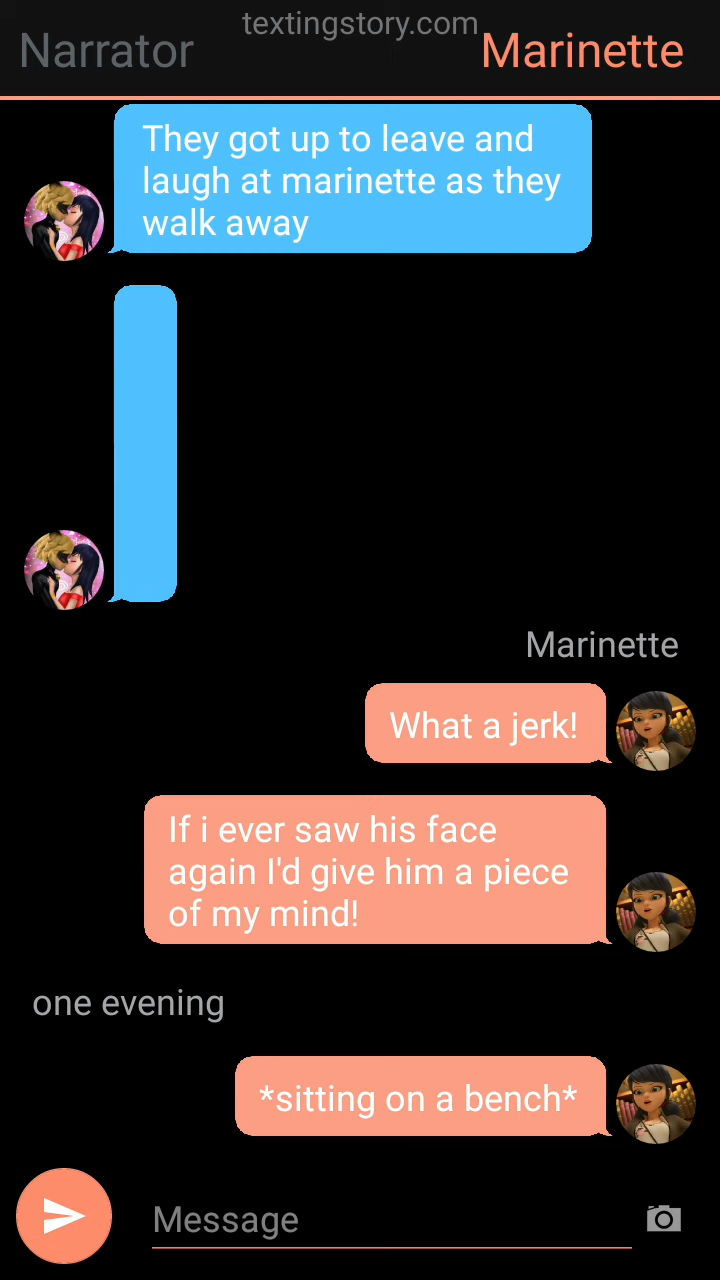 textingstory.com
Narrator
Marinette
They got up to leave and
laugh at marinette as they
walk away
Marinette
What a jerk!
If i ever saw his face
again I'd give him a piece
of my mind!
one evening
*sitting on a bench*
Message